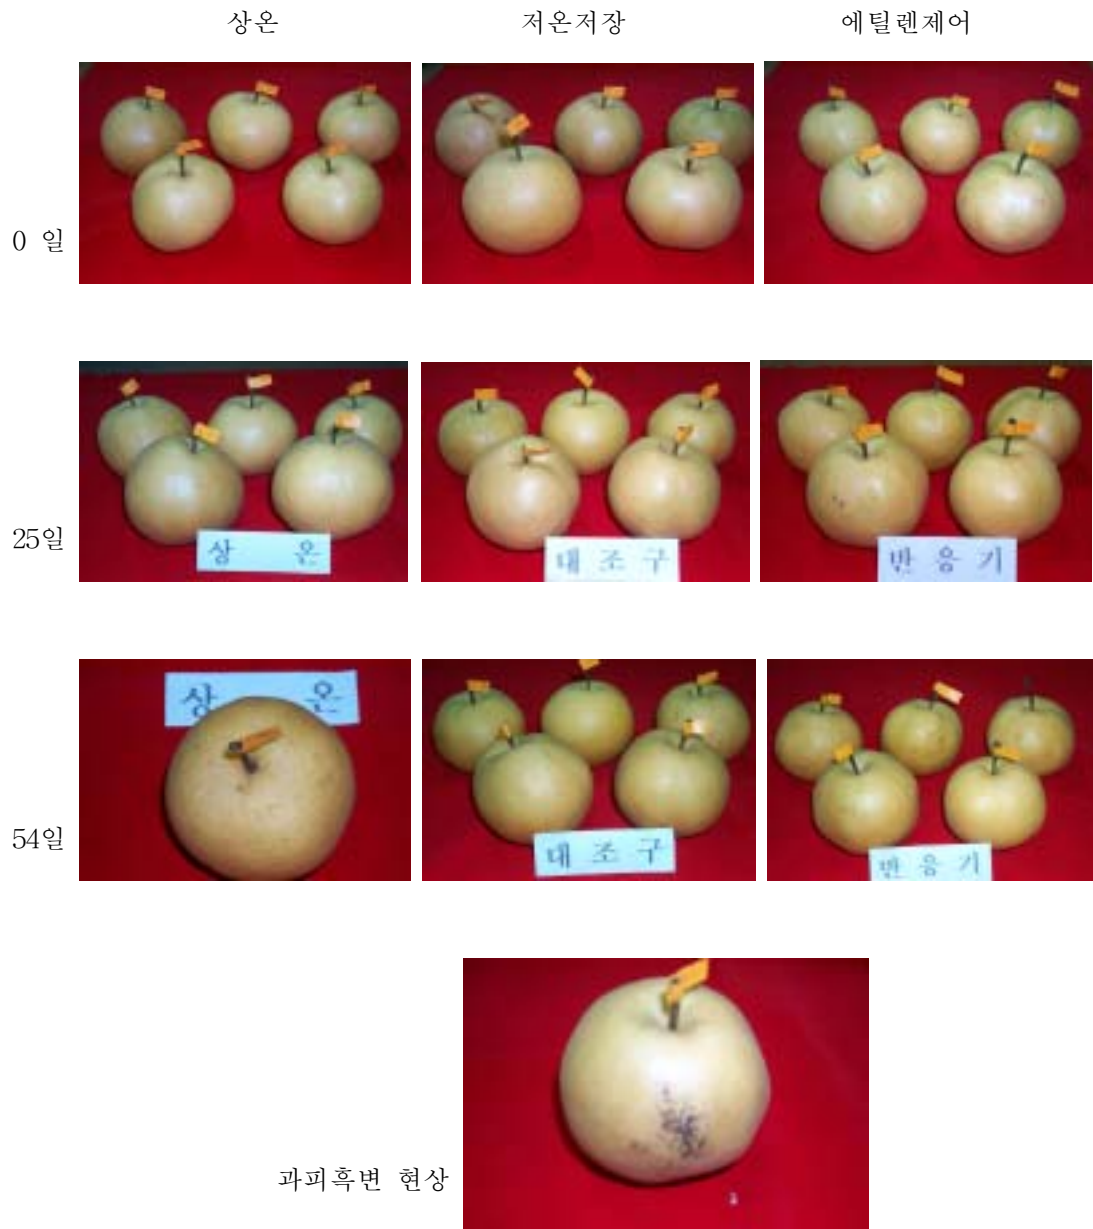 상온 저온저장 에틸렌제어
0 일
25일
상 온
대 조 구
반 응 기
54일
상 온
대 조 구
반 응 기
과피흑변 현상